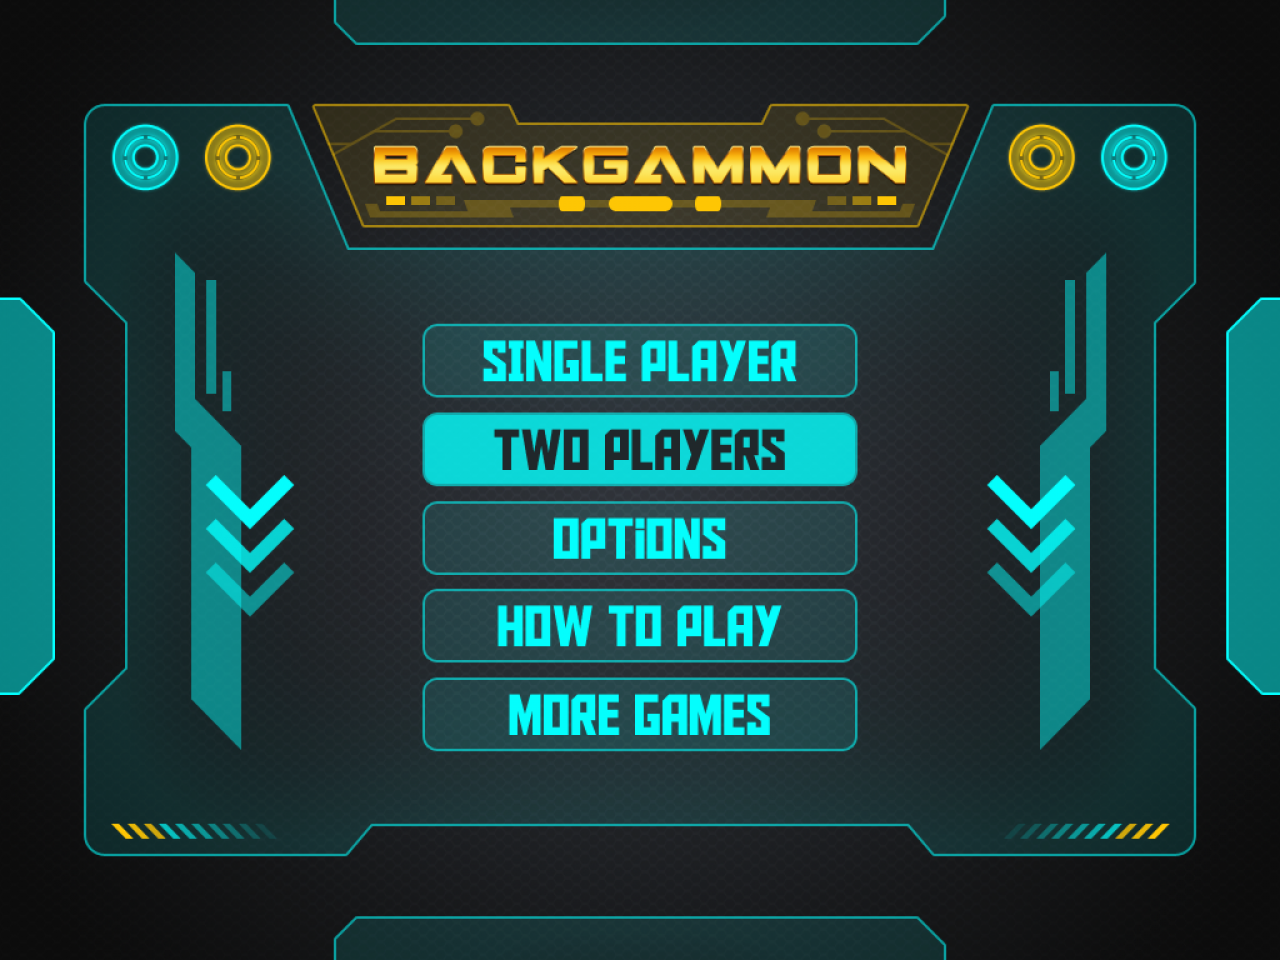 BACKGAMMON
SINGLE PLAYER
TWO PLAYERS
OPTiONS
HOW TO PLAY
MORE GAMES